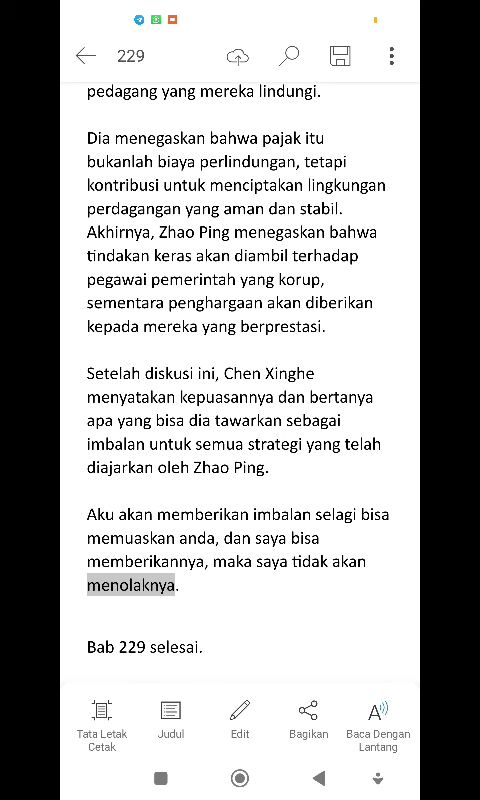 229
pedagang yang mereka lindungi.
Dia menegaskan bahwa pajak itu
bukanlah biaya perlindungan, tetapi
kontribusi untuk menciptakan lingkungan
perdagangan yang aman dan stabil.
Akhirnya, Zhao Ping menegaskan bahwa
tindakan keras akan diambil terhadap
pegawai pemerintah yang korup,
sementara penghargaan akan diberikan
kepada mereka yang berprestasi.
Setelah diskusi ini, Chen Xinghe
menyatakan kepuasannya dan bertanya
apa yang bisa dia tawarkan sebagai
imbalan untuk semua strategi yang telah
diajarkan oleh Zhao Ping.
Aku akan memberikan imbalan selagi bisa
memuaskan anda, dan saya bisa
memberikannya, maka saya tidak akan
menolaknya.
Bab 229 selesai.
Tata Letak
Cetak
Judul
Edit
Bagikan
Baca Dengan
Lantang